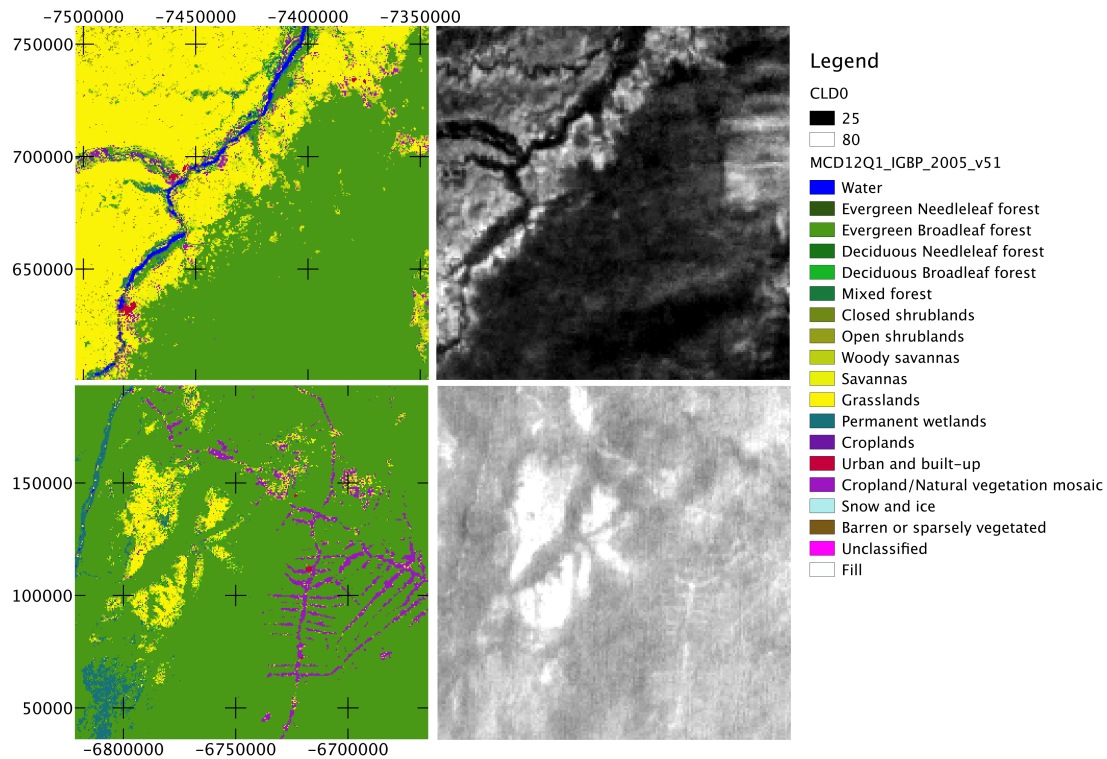 -7500000 -7450000 -7400000 -7350000
750000
700000
650000
150000
100000
50000
-6800000 -6750000 -6700000
Legend
CLD0
25
80
MCD12Q1_IGBP_2005_v51
Water
Evergreen Needleleaf forest
Evergreen Broadleaf forest
Deciduous Needleleaf forest
Deciduous Broadleaf forest
Mixed forest
Closed shrublands
Open shrublands
Woody savannas
Savannas
Grasslands
Permanent wetlands
Croplands
Urban and built-up
Cropland/Natural vegetation mosaic
Snow and ice
Barren or sparsely vegetated
Unclassified
Fill